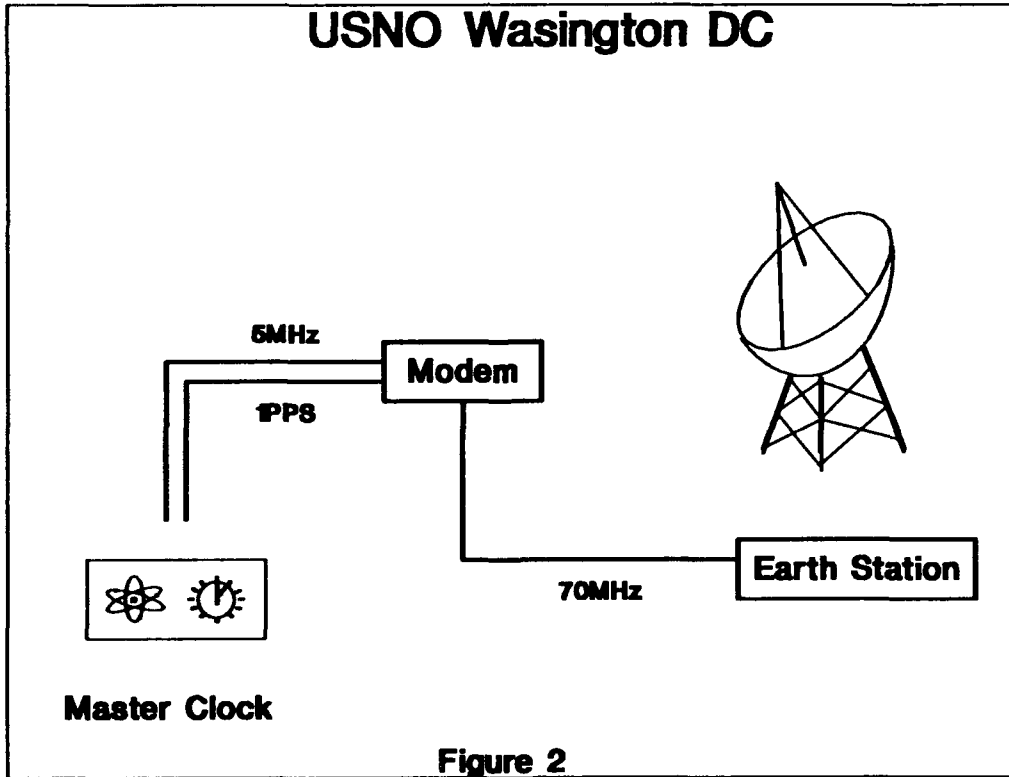 USNO Wasington DC
5MHz
Modem
1PPS
Earth Station
70MHz
Master Clock
Figure 2